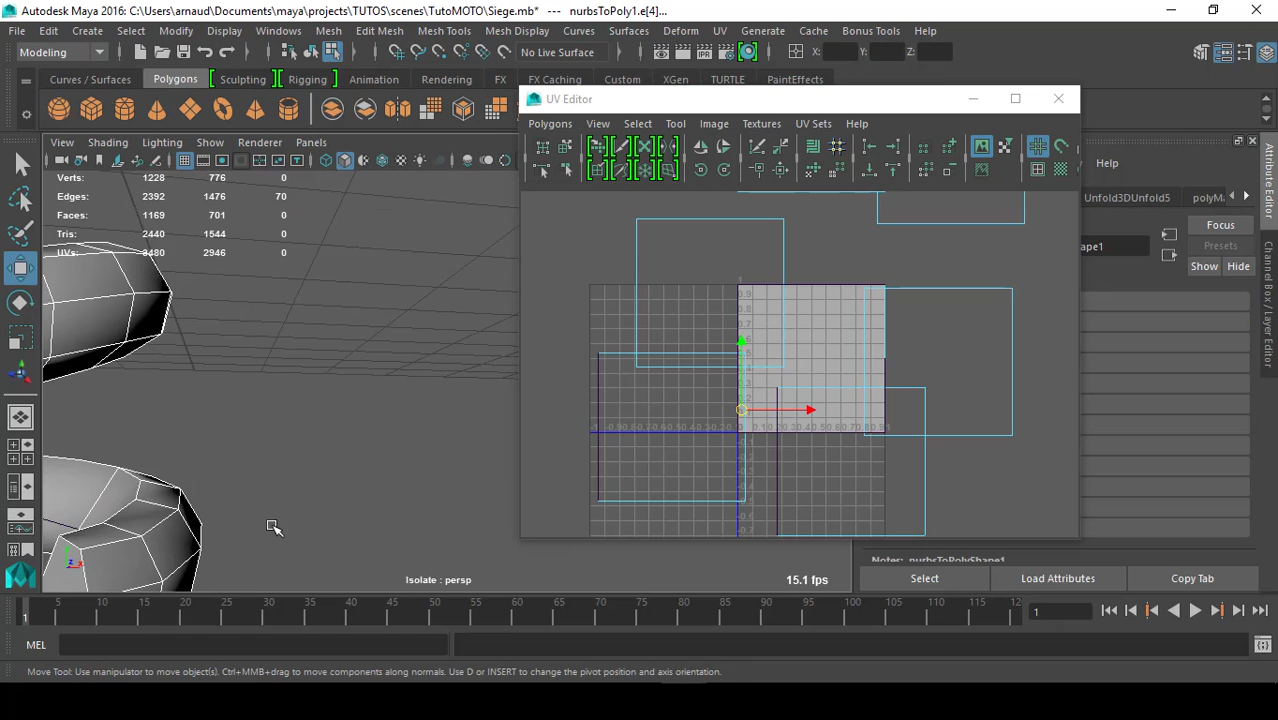 Autodesk Maya 2016: C:\Users\arnaud\Documents\maya\projects\TUTOS\scenes\TutoMOTO\Siege.mb*   ---   nurbsToPoly1.e[4]...
File Edit Create Select Modify Display Windows Mesh Edit Mesh Mesh Tools Mesh Display Curves Surfaces Deform UV Generate Cache Bonus Tools Help
Modeling No Live Surface X: Y: Z:
Curves / Surfaces Polygons Sculpting Rigging Animation Rendering FX FX Caching Custom XGen TURTLE PaintEffects
UV Editor
Polygons View Select Tool Image Textures UV Sets Help
View Shading Lighting Show Renderer Panels
Help
Verts: 1228 776 0
Edges: 2392 1476 70
Faces: 1169 701 0
Tris: 2440 1544 0
UVs: 3480 2946 0
Unfold3DUnfold5 polyM
Focus
ape1 Presets
Show Hide
Attribute Editor
Channel Box / Layer Editor
Isolate : persp
15.1 fps
Notes: nurbsToPolyShape1
Select Load Attributes Copy Tab
1 5 10 15 20 25 30 35 40 45 50 55 60 65 70 75 80 85 90 95 100 105 110 115 12 1
MEL
Move Tool: Use manipulator to move object(s). Ctrl+MMB+drag to move components along normals. Use D or INSERT to change the pivot position and axis orientation.